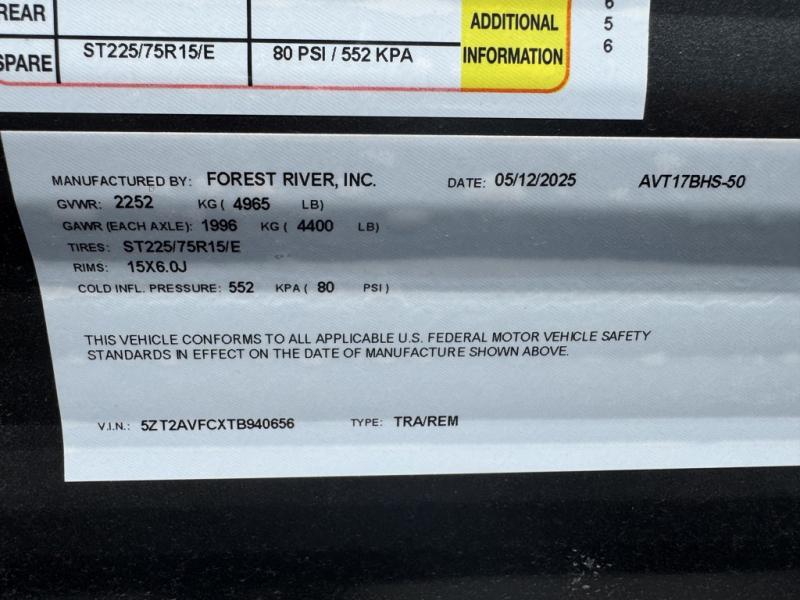 REAR
SPARE ST225/75R15/E 80 PSI / 552 KPA
ADDITIONAL
INFORMATION
5
6
MANUFACTURED BY: FOREST RIVER, INC. DATE: 05/12/2025 AVT17BHS-50
GVWR: 2252 KG ( 4965 LB)
GAWR (EACH AXLE): 1996 KG ( 4400 LB)
TIRES: ST225/75R15/E
RIMS: 15X6.0J
COLD INFL. PRESSURE: 552 KPA ( 80 PSI )
THIS VEHICLE CONFORMS TO ALL APPLICABLE U.S. FEDERAL MOTOR VEHICLE SAFETY
STANDARDS IN EFFECT ON THE DATE OF MANUFACTURE SHOWN ABOVE.
V.I.N.: 5ZT2AVFCXTB940656 TYPE: TRA/REM